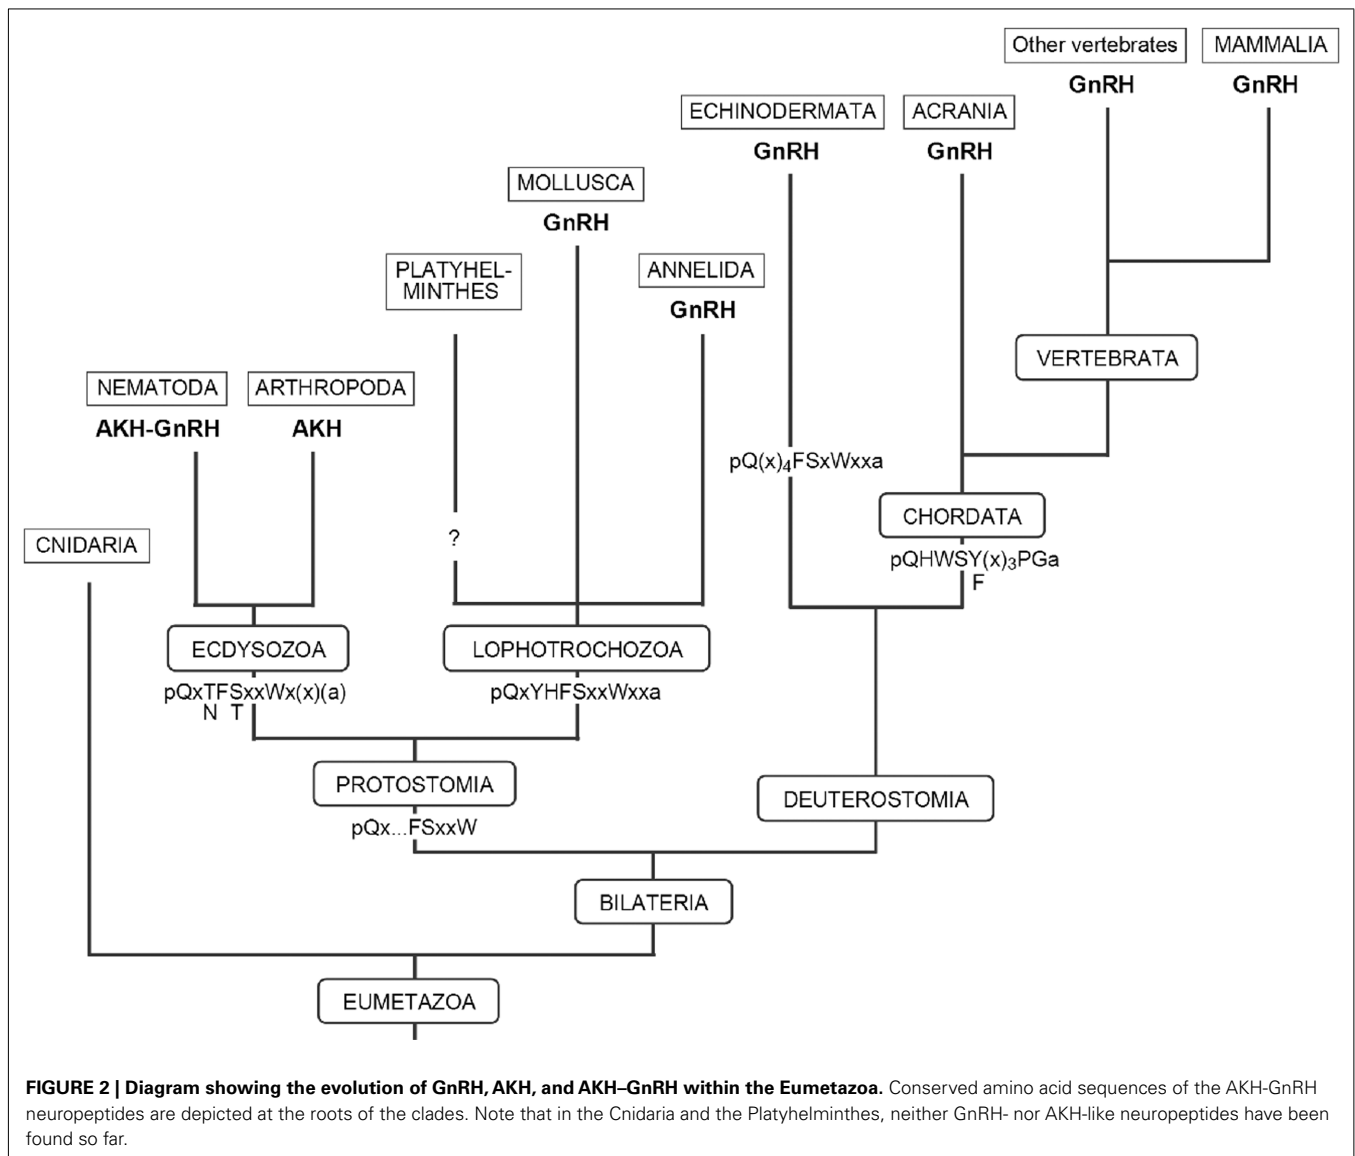 Other vertebrates
MAMMALIA
GnRH
GnRH
ECHINODERMATA
ACRANIA
GnRH
GnRH
MOLLUSCA
GnRH
PLATYHEL-
MINTHES
ANNELIDA
GnRH
VERTEBRATA
NEMATODA
ARTHROPODA
AKH-GnRH
AKH
pQ(x)₄FSxWxxa
CHORDATA
pQHWSY(x)₃PGa
F
?
CNIDARIA
ECDYSOZOA
LOPHOTROCHOZOA
pQxTFSxxWx(x)(a)
N T
pQxYHFSxxWxxa
PROTOSTOMIA
DEUTEROSTOMIA
pQx...FSxxW
BILATERIA
EUMETAZOA
FIGURE 2 | Diagram showing the evolution of GnRH, AKH, and AKH–GnRH within the Eumetazoa. Conserved amino acid sequences of the AKH-GnRH
neuropeptides are depicted at the roots of the clades. Note that in the Cnidaria and the Platyhelminthes, neither GnRH- nor AKH-like neuropeptides have been
found so far.